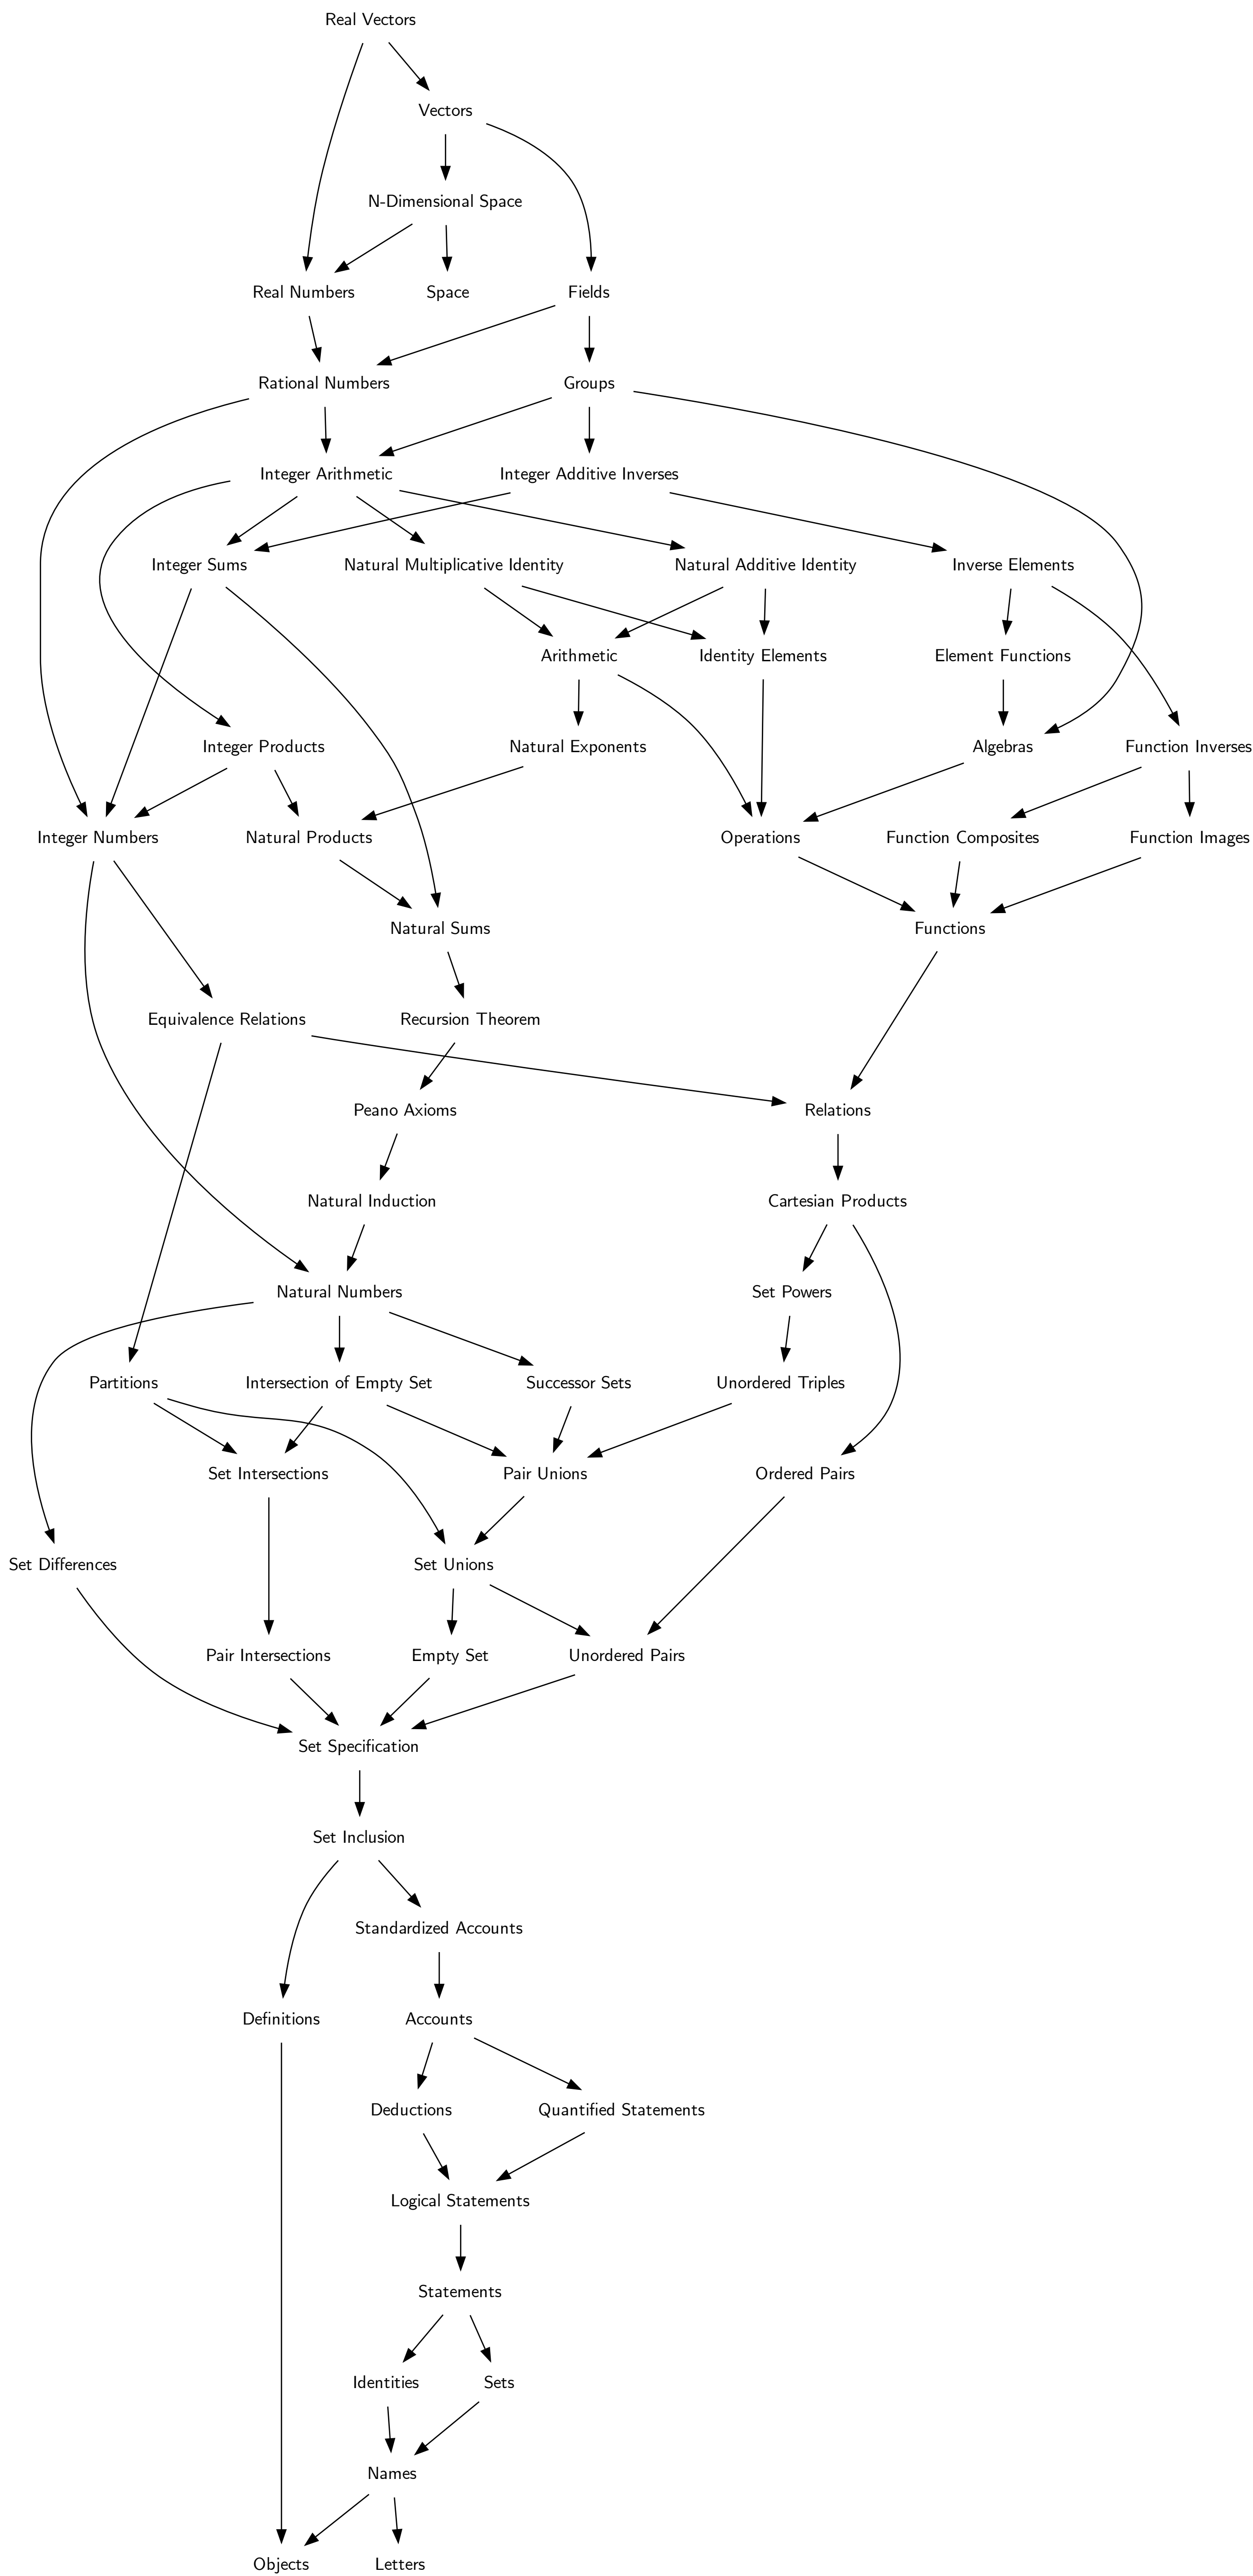 Real Vectors
Vectors
N-Dimensional Space
Real Numbers
Space
Fields
Rational Numbers
Groups
Integer Arithmetic
Integer Additive Inverses
Integer Sums
Natural Multiplicative Identity
Natural Additive Identity
Inverse Elements
Arithmetic
Identity Elements
Element Functions
Integer Products
Natural Exponents
Algebras
Function Inverses
Integer Numbers
Natural Products
Operations
Function Composites
Function Images
Natural Sums
Functions
Equivalence Relations
Recursion Theorem
Peano Axioms
Relations
Natural Induction
Cartesian Products
Natural Numbers
Set Powers
Partitions
Intersection of Empty Set
Successor Sets
Unordered Triples
Set Intersections
Pair Unions
Ordered Pairs
Set Differences
Set Unions
Pair Intersections
Empty Set
Unordered Pairs
Set Specification
Set Inclusion
Standardized Accounts
Definitions
Accounts
Deductions
Quantified Statements
Logical Statements
Statements
Identities
Sets
Names
Objects
Letters